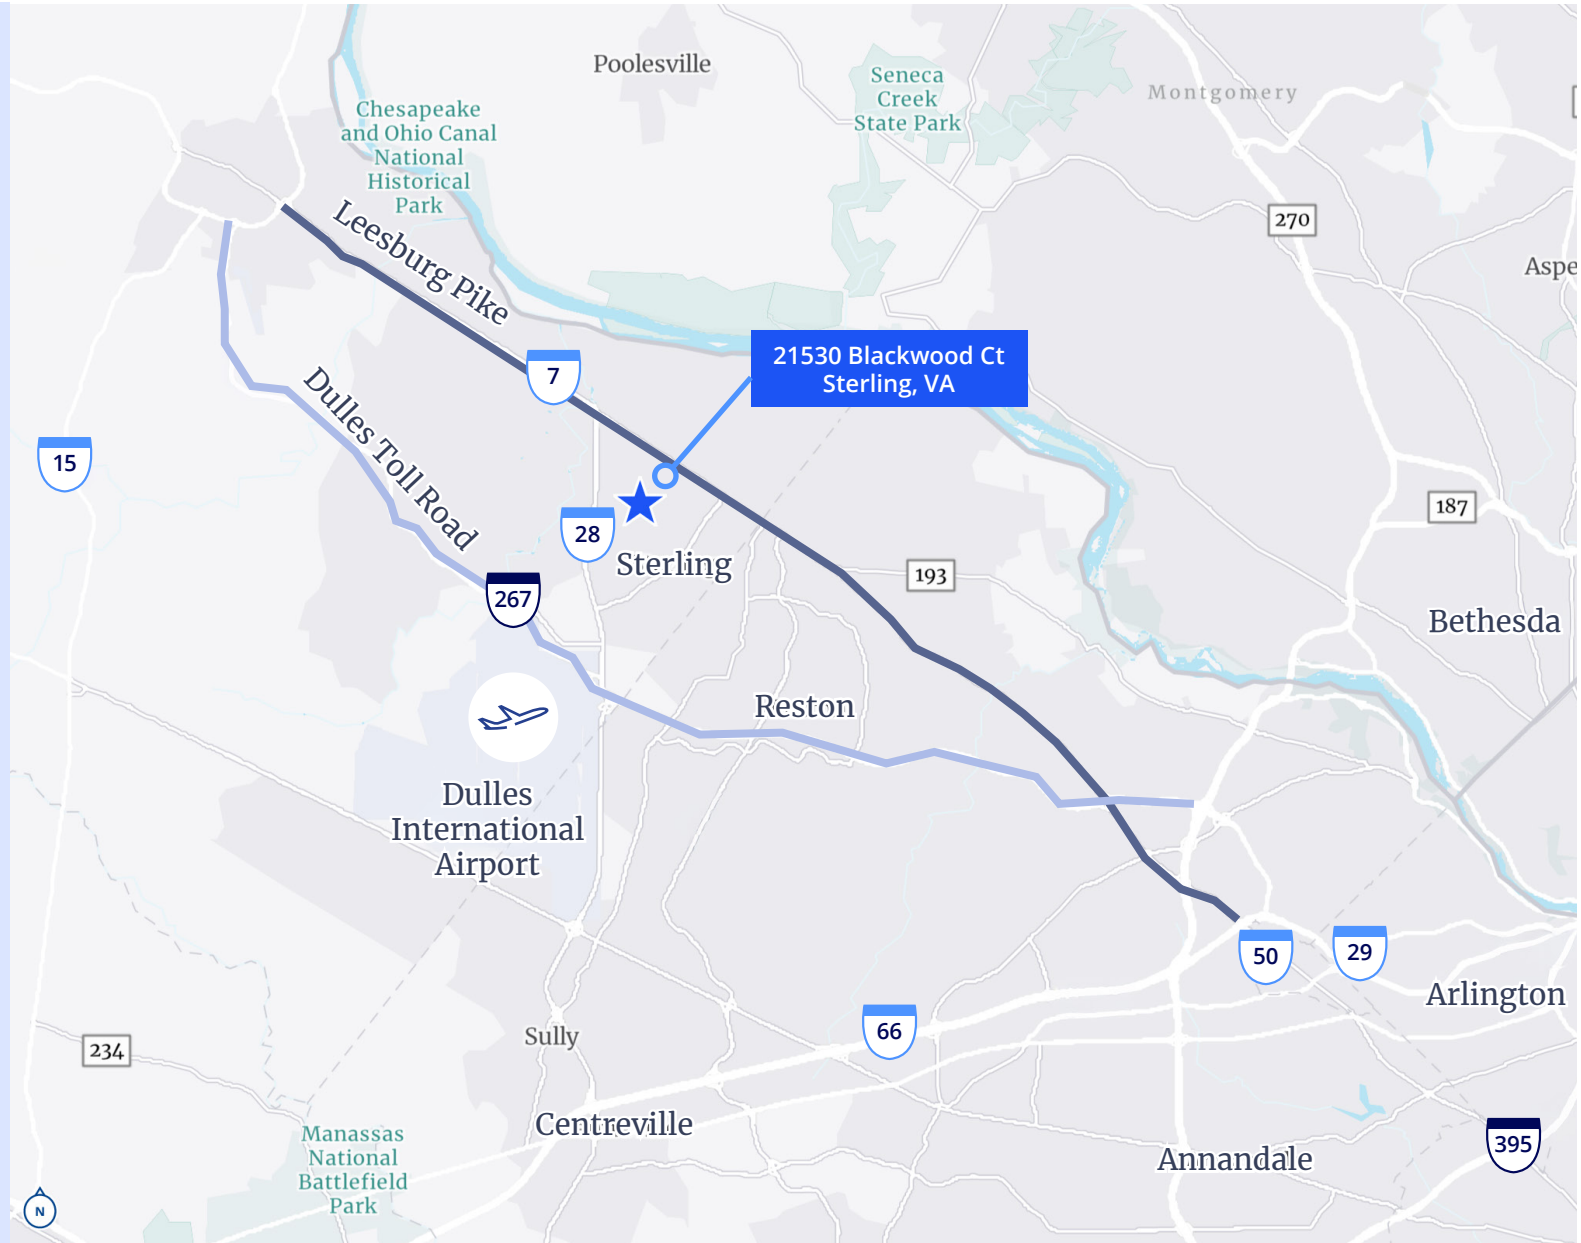 Poolesville
Seneca
Creek
State Park
Montgomery
Chesapeake
and Ohio Canal
National
Historical
Park
Leesburg Pike
270
Aspe
21530 Blackwood Ct
Sterling, VA
7
Dulles Toll Road
15
187
28
Sterling
193
267
Bethesda
Reston
Dulles
International
Airport
50
29
Arlington
66
Sully
234
Centreville
Manassas
National
Battlefield
Park
Annandale
395
N